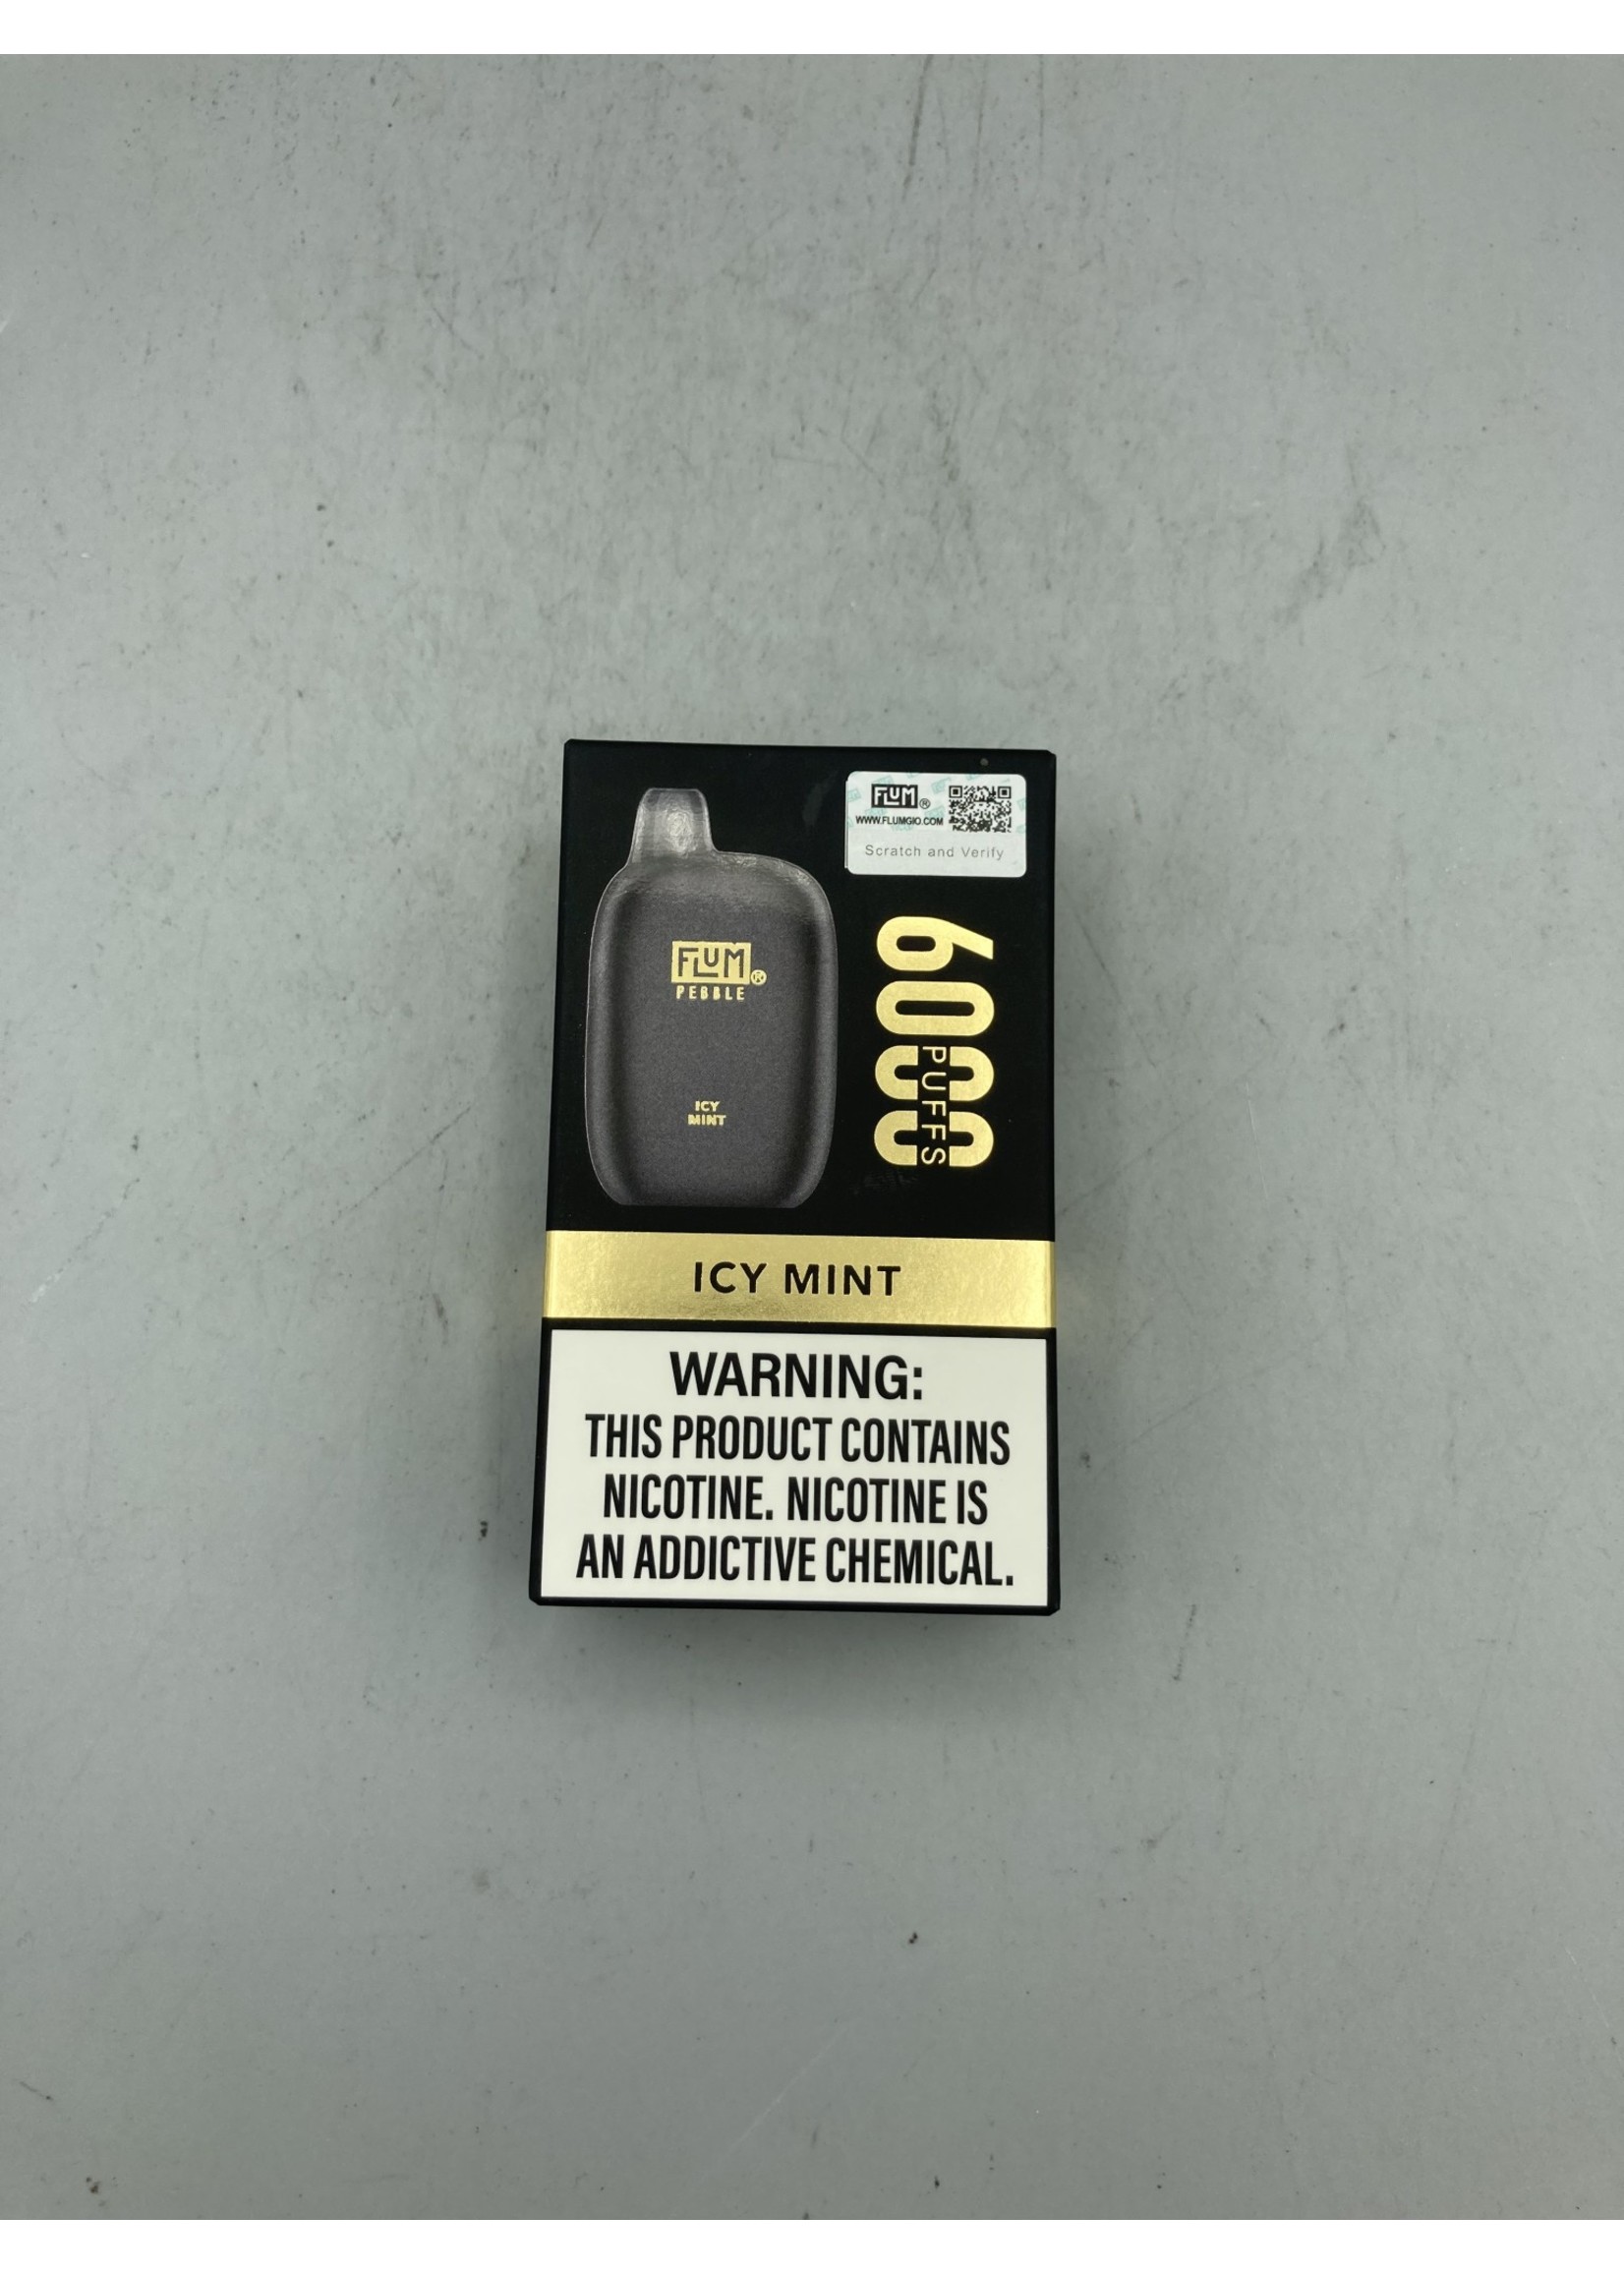 FLUM®
WWW.FLUMGIO.COM
Scratch and Verify
FLUM®
PEBBLE
ICY
MINT
6000
PUFFS
ICY MINT
WARNING:
THIS PRODUCT CONTAINS
NICOTINE. NICOTINE IS
AN ADDICTIVE CHEMICAL.